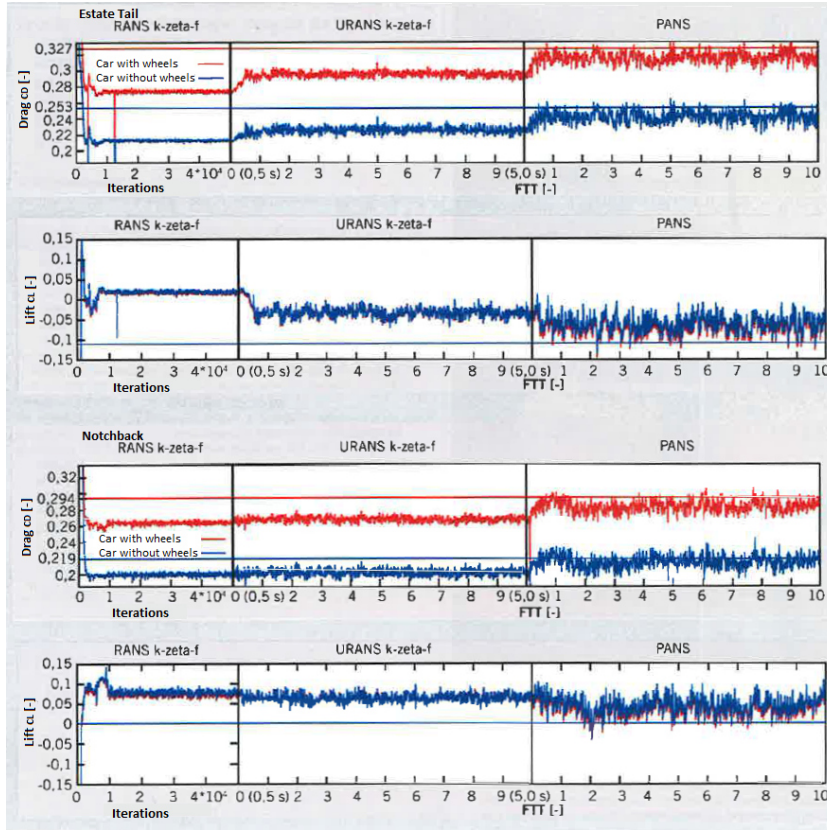 Estate Tail
RANS k-zeta-f URANS k-zeta-f PANS
Drag cD [-]
0,327
0,3
0,28
0,253
0,24
0,22
0,2
Car with wheels
Car without wheels
0 1 2 3 4*10⁴ 0 (0,5 s) 2 3 4 5 6 7 8 9 (5,0 s) 1 2 3 4 5 6 7 8 9 10
Iterations FTT [-]
RANS k-zeta-f URANS k-zeta-f PANS
Lift cL [-]
0,15
0,1
0,05
0
-0,05
-0,1
-0,15
0 1 2 3 4*10⁴ 0 (0,5 s) 2 3 4 5 6 7 8 9 (5,0 s) 1 2 3 4 5 6 7 8 9 10
Iterations FTT [-]
Notchback
RANS k-zeta-f URANS k-zeta-f PANS
Drag cD [-]
0,32
0,294
0,28
0,26
0,24
0,219
0,2
Car with wheels
Car without wheels
0 1 2 3 4*10⁴ 0 (0,5 s) 2 3 4 5 6 7 8 9 (5,0 s) 1 2 3 4 5 6 7 8 9 10
Iterations FTT [-]
RANS k-zeta-f URANS k-zeta-f PANS
Lift cL [-]
0,15
0,1
0,05
0
-0,05
-0,1
-0,15
0 1 2 3 4*10⁴ 0 (0,5 s) 2 3 4 5 6 7 8 9 (5,0 s) 1 2 3 4 5 6 7 8 9 10
Iterations FTT [-]